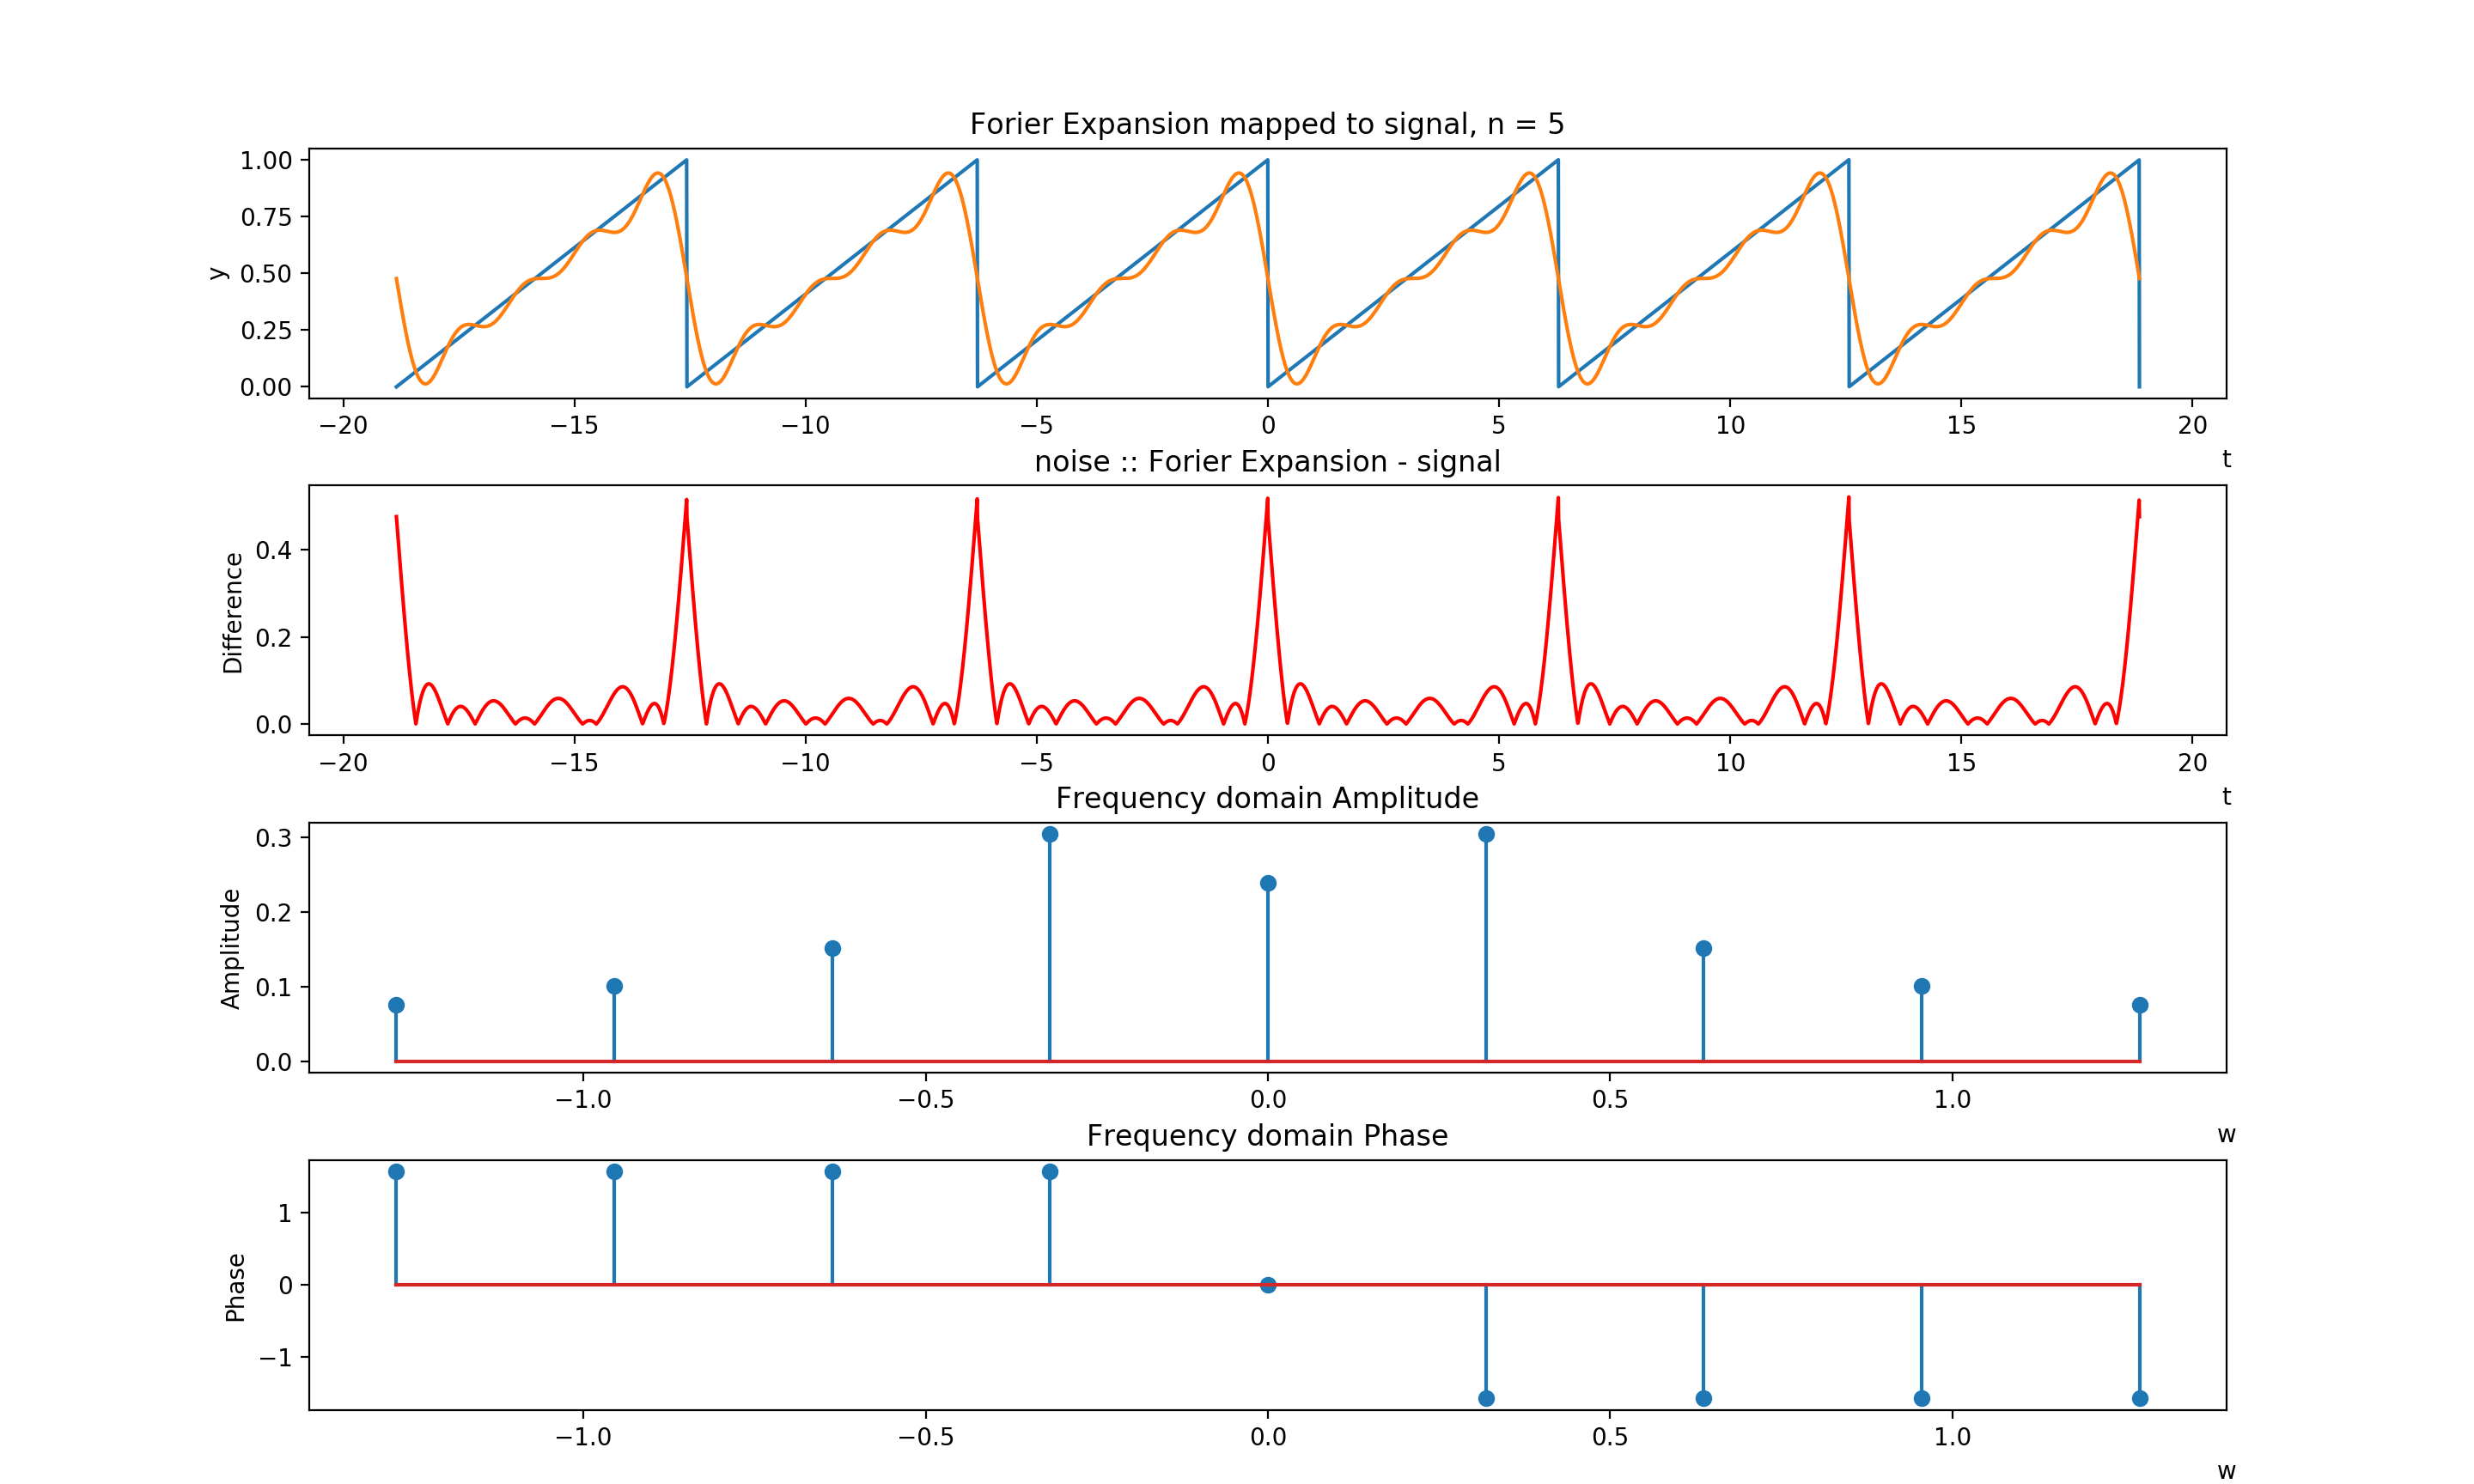 Forier Expansion mapped to signal, n = 5
1.00
0.75
0.50
0.25
0.00
y
−20 −15 −10 −5 0 5 10 15 20
t
noise :: Forier Expansion - signal
0.4
0.2
0.0
Difference
−20 −15 −10 −5 0 5 10 15 20
t
Frequency domain Amplitude
0.3
0.2
0.1
0.0
Amplitude
−1.0 −0.5 0.0 0.5 1.0
w
Frequency domain Phase
1
0
−1
Phase
−1.0 −0.5 0.0 0.5 1.0
w